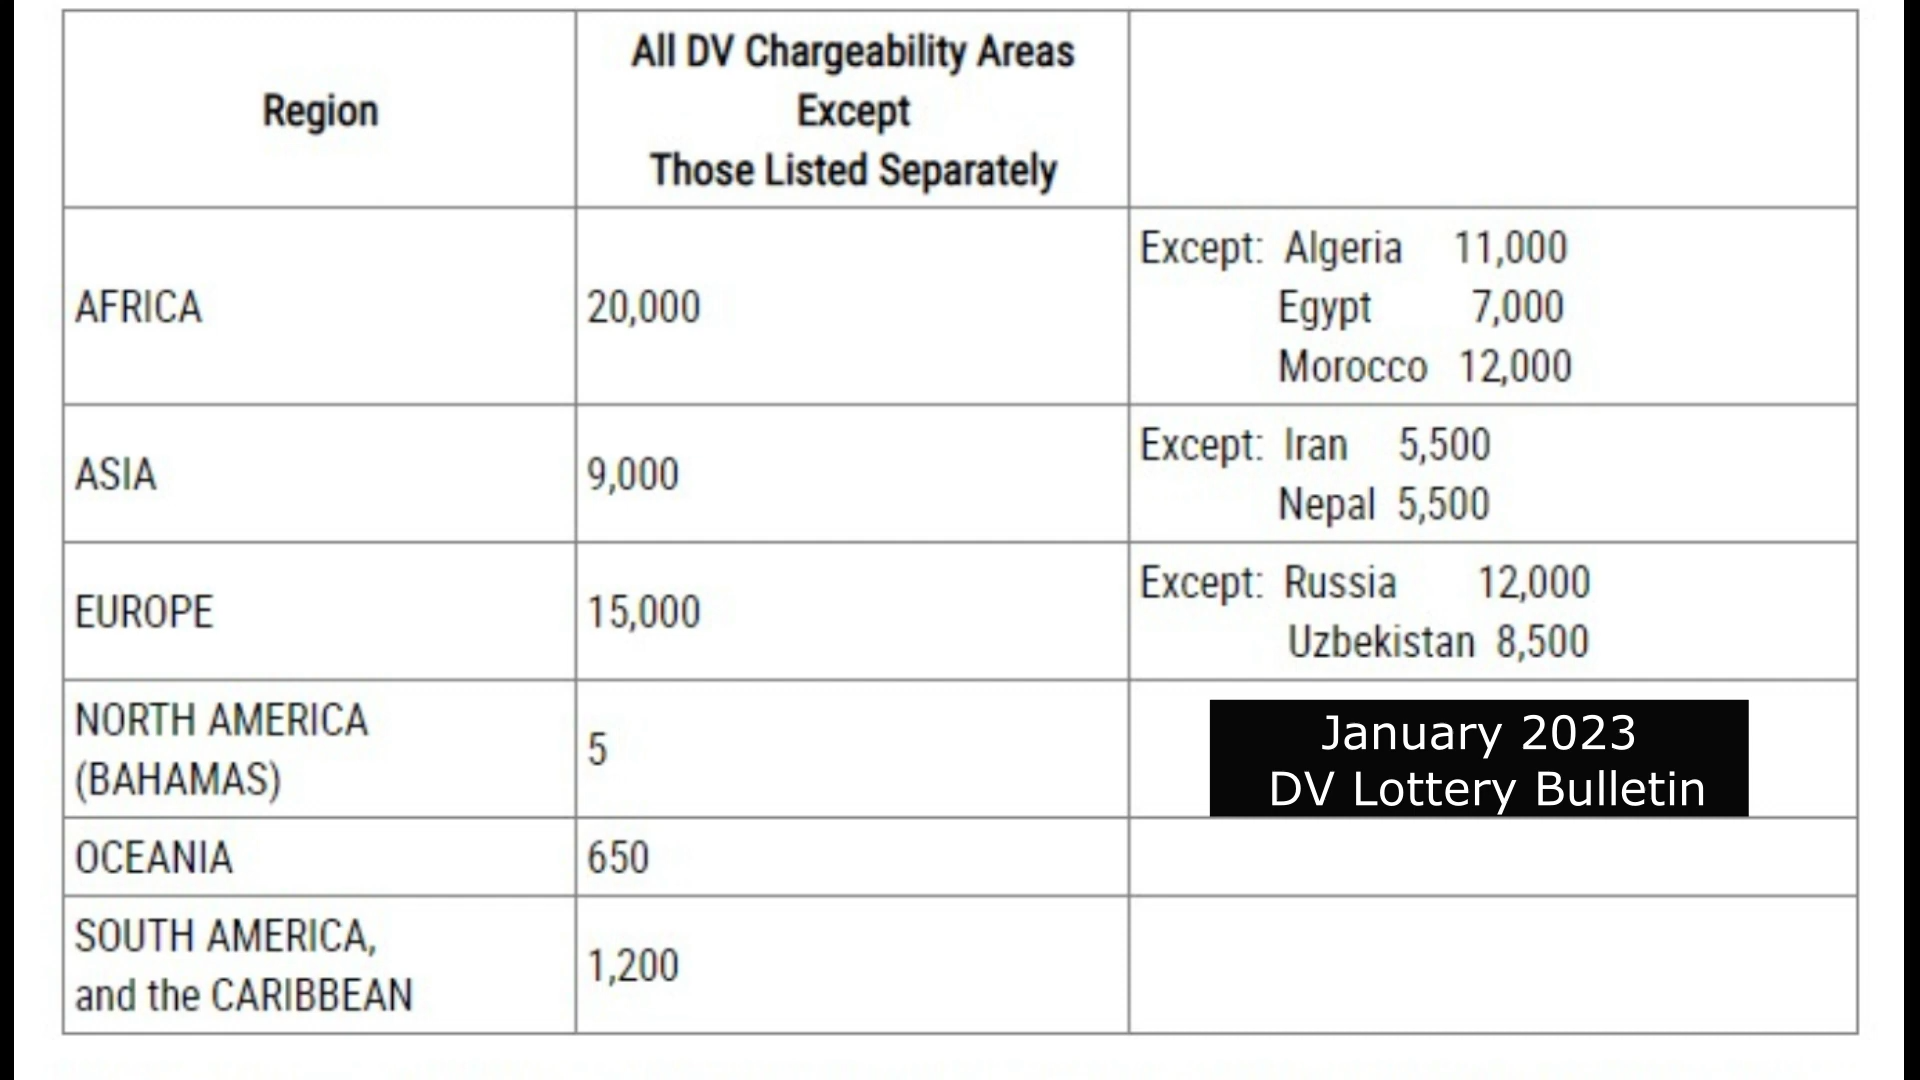 Region
All DV Chargeability Areas
Except
Those Listed Separately
AFRICA
20,000
Except: Algeria 11,000
Egypt 7,000
Morocco 12,000
ASIA
9,000
Except: Iran 5,500
Nepal 5,500
EUROPE
15,000
Except: Russia 12,000
Uzbekistan 8,500
NORTH AMERICA
(BAHAMAS)
5
January 2023
DV Lottery Bulletin
OCEANIA
650
SOUTH AMERICA,
and the CARIBBEAN
1,200